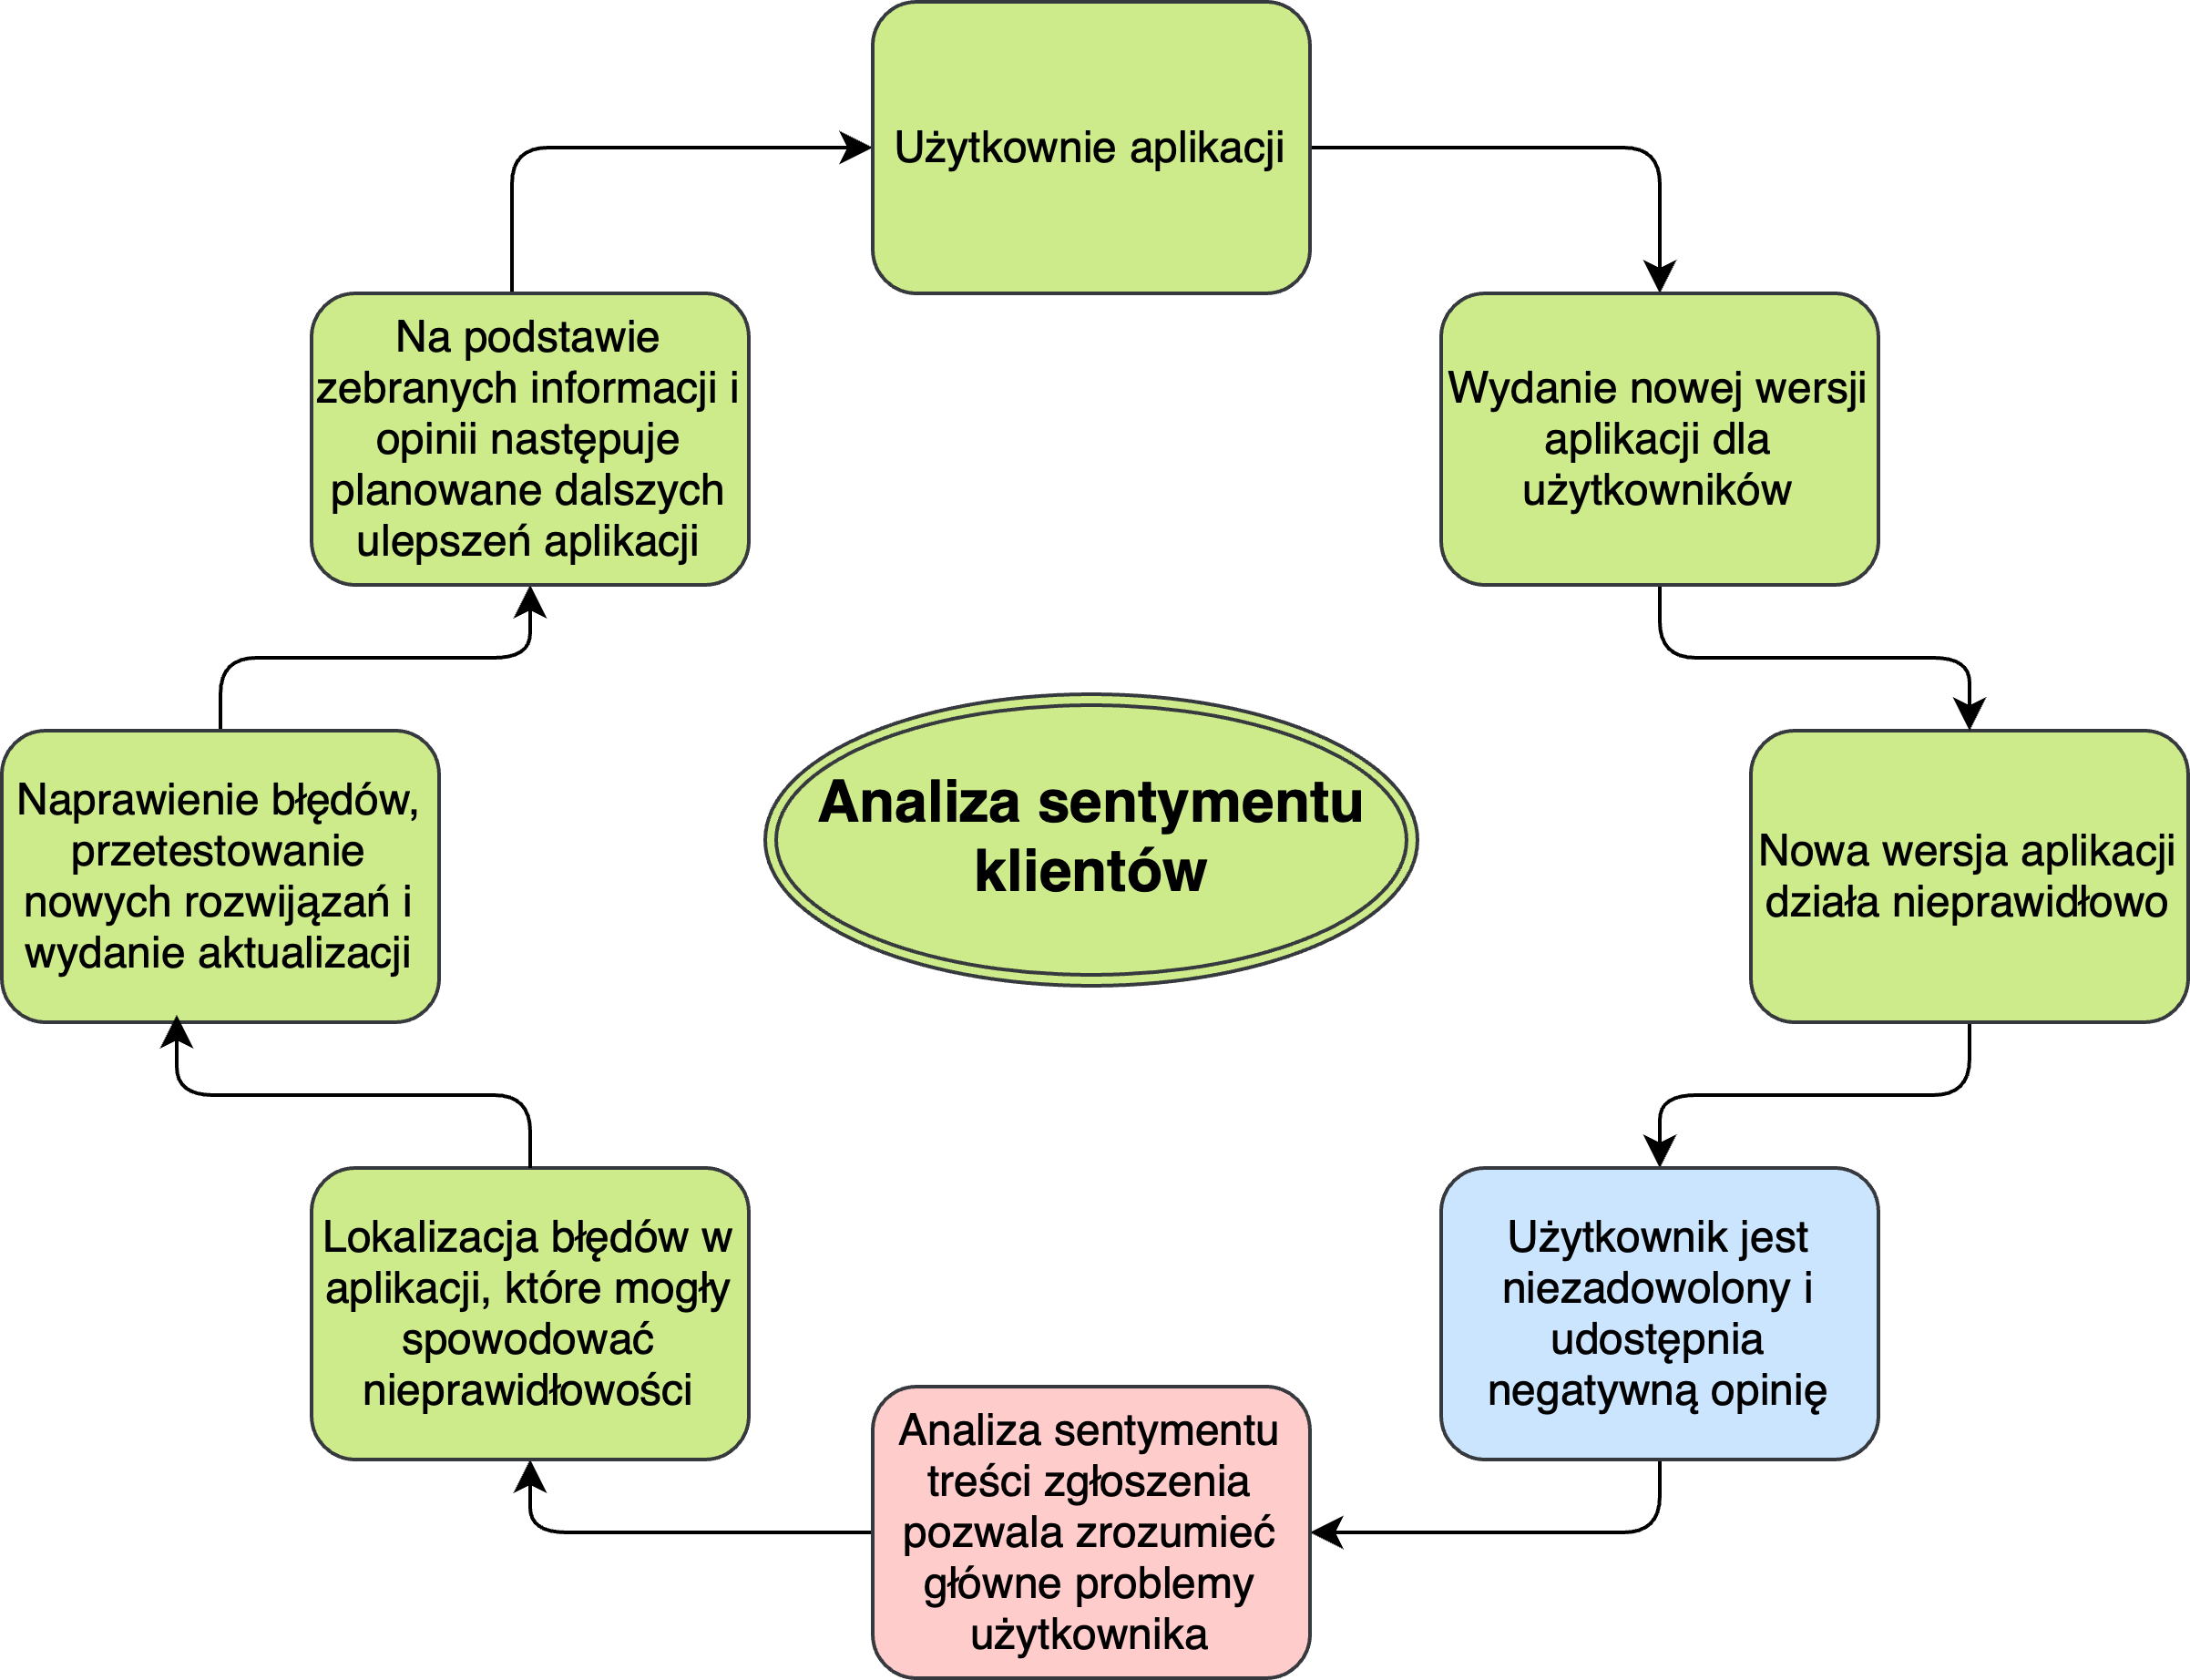 Użytkownie aplikacji
Wydanie nowej wersji
aplikacji dla
użytkowników
Nowa wersja aplikacji
działa nieprawidłowo
Użytkownik jest
niezadowolony i
udostępnia
negatywną opinię
Analiza sentymentu
treści zgłoszenia
pozwala zrozumieć
główne problemy
użytkownika
Lokalizacja błędów w
aplikacji, które mogły
spowodować
nieprawidłowości
Naprawienie błędów,
przetestowanie
nowych rozwijązań i
wydanie aktualizacji
Na podstawie
zebranych informacji i
opinii następuje
planowane dalszych
ulepszeń aplikacji
Analiza sentymentu
klientów